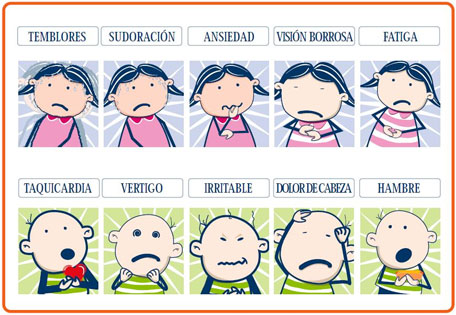 TEMBLORES
SUDORACIÓN
ANSIEDAD
VISIÓN BORROSA
FATIGA
TAQUICARDIA
VERTIGO
IRRITABLE
DOLOR DE CABEZA
HAMBRE